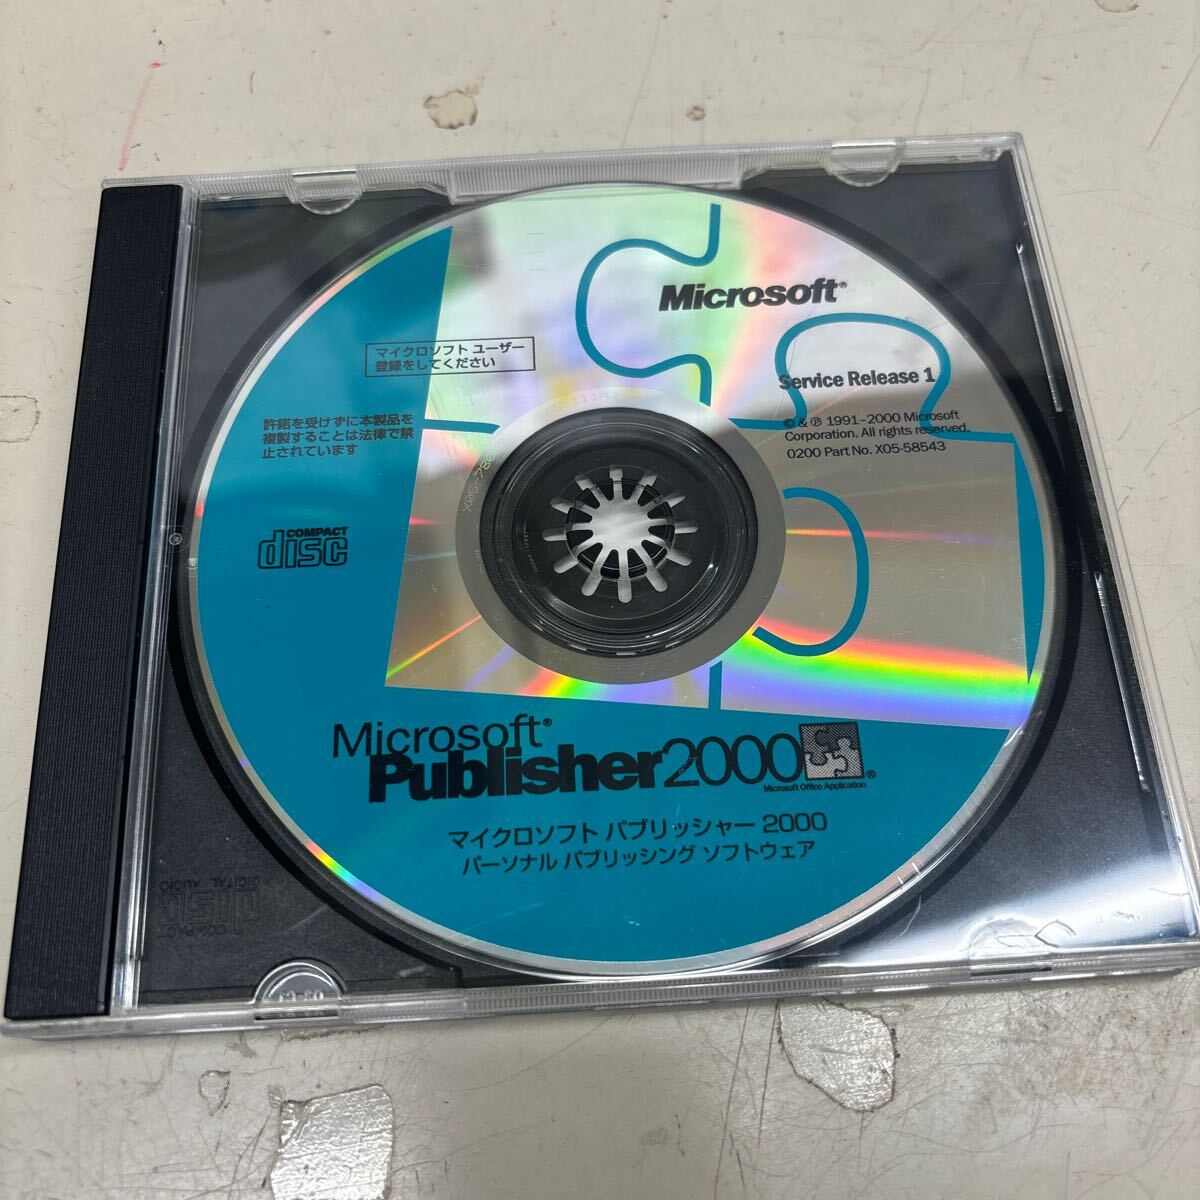 Microsoft®
マイクロソフト ユーザー
登録をしてください
Service Release 1
許諾を受けずに本製品を
複製することは法律で禁
止されています
© & ℗ 1991-2000 Microsoft
Corporation. All rights reserved.
0200 Part No. X05-58543
COMPACT
disc
Microsoft®
Publisher2000
®
Microsoft Office Application
マイクロソフト パブリッシャー 2000
パーソナル パブリッシング ソフトウェア
COMPACT
disc
DIGITAL AUDIO